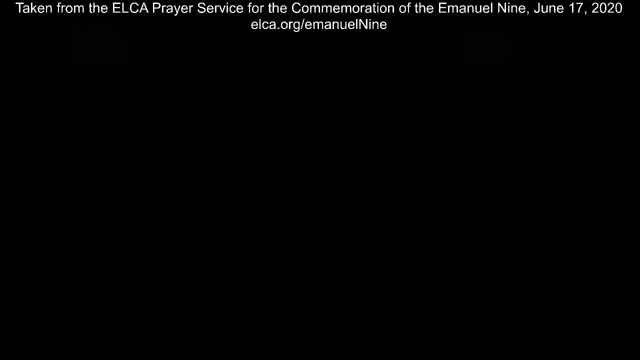 Taken from the ELCA Prayer Service for the Commemoration of the Emanuel Nine, June 17, 2020
elca.org/emanuelNine